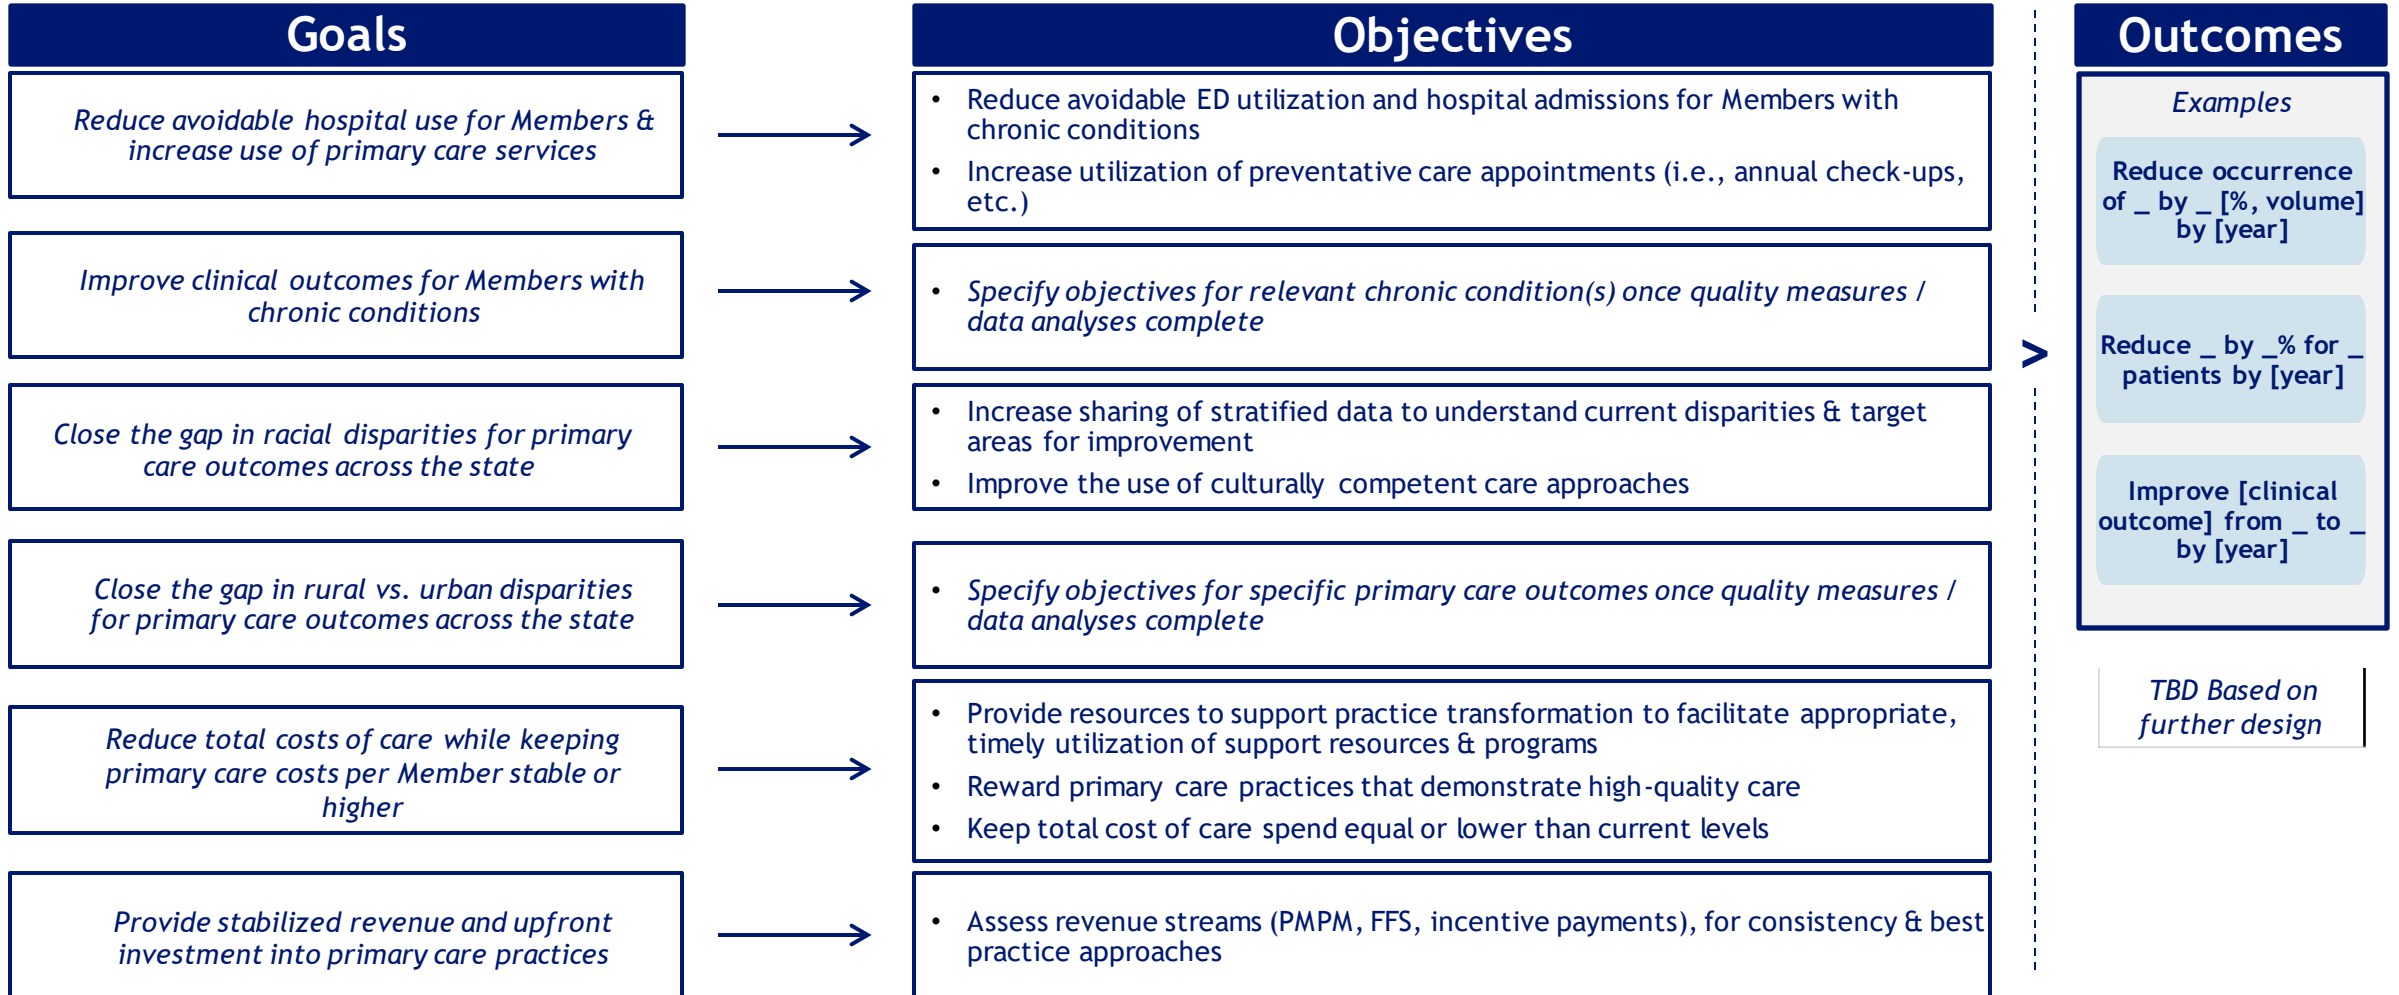 Goals
Objectives
Outcomes
Reduce avoidable hospital use for Members &
increase use of primary care services
• Reduce avoidable ED utilization and hospital admissions for Members with
chronic conditions
• Increase utilization of preventative care appointments (i.e., annual check-ups,
etc.)
Improve clinical outcomes for Members with
chronic conditions
• Specify objectives for relevant chronic condition(s) once quality measures /
data analyses complete
Close the gap in racial disparities for primary
care outcomes across the state
• Increase sharing of stratified data to understand current disparities & target
areas for improvement
• Improve the use of culturally competent care approaches
Close the gap in rural vs. urban disparities
for primary care outcomes across the state
• Specify objectives for specific primary care outcomes once quality measures /
data analyses complete
Reduce total costs of care while keeping
primary care costs per Member stable or
higher
• Provide resources to support practice transformation to facilitate appropriate,
timely utilization of support resources & programs
• Reward primary care practices that demonstrate high-quality care
• Keep total cost of care spend equal or lower than current levels
Provide stabilized revenue and upfront
investment into primary care practices
• Assess revenue streams (PMPM, FFS, incentive payments), for consistency & best
practice approaches
>
Examples
Reduce occurrence
of _ by _ [%, volume]
by [year]
Reduce _ by _% for _
patients by [year]
Improve [clinical
outcome] from _ to _
by [year]
TBD Based on
further design